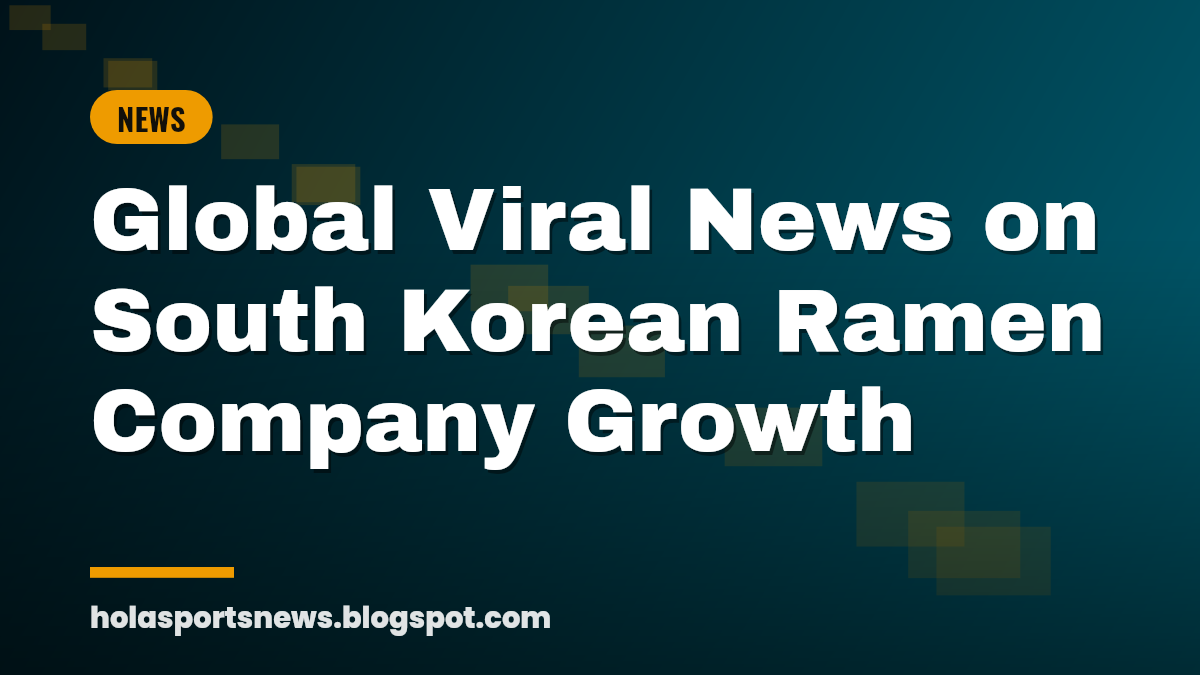 NEWS
Global Viral News on
South Korean Ramen
Company Growth
holasportsnews.blogspot.com